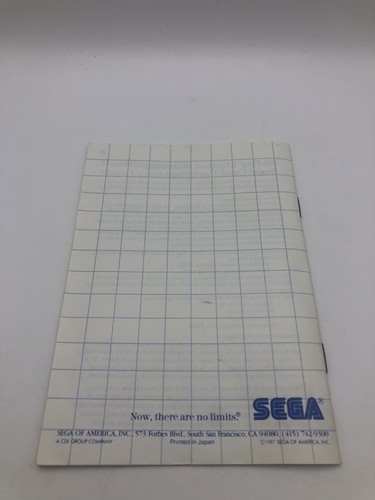 Now, there are no limits.® SEGA®
SEGA OF AMERICA, INC. 573 Forbes Blvd., South San Francisco, CA 94080, (415) 742-9300
A CSK GROUP COMPANY Printed in Japan ©1987 SEGA OF AMERICA, INC.